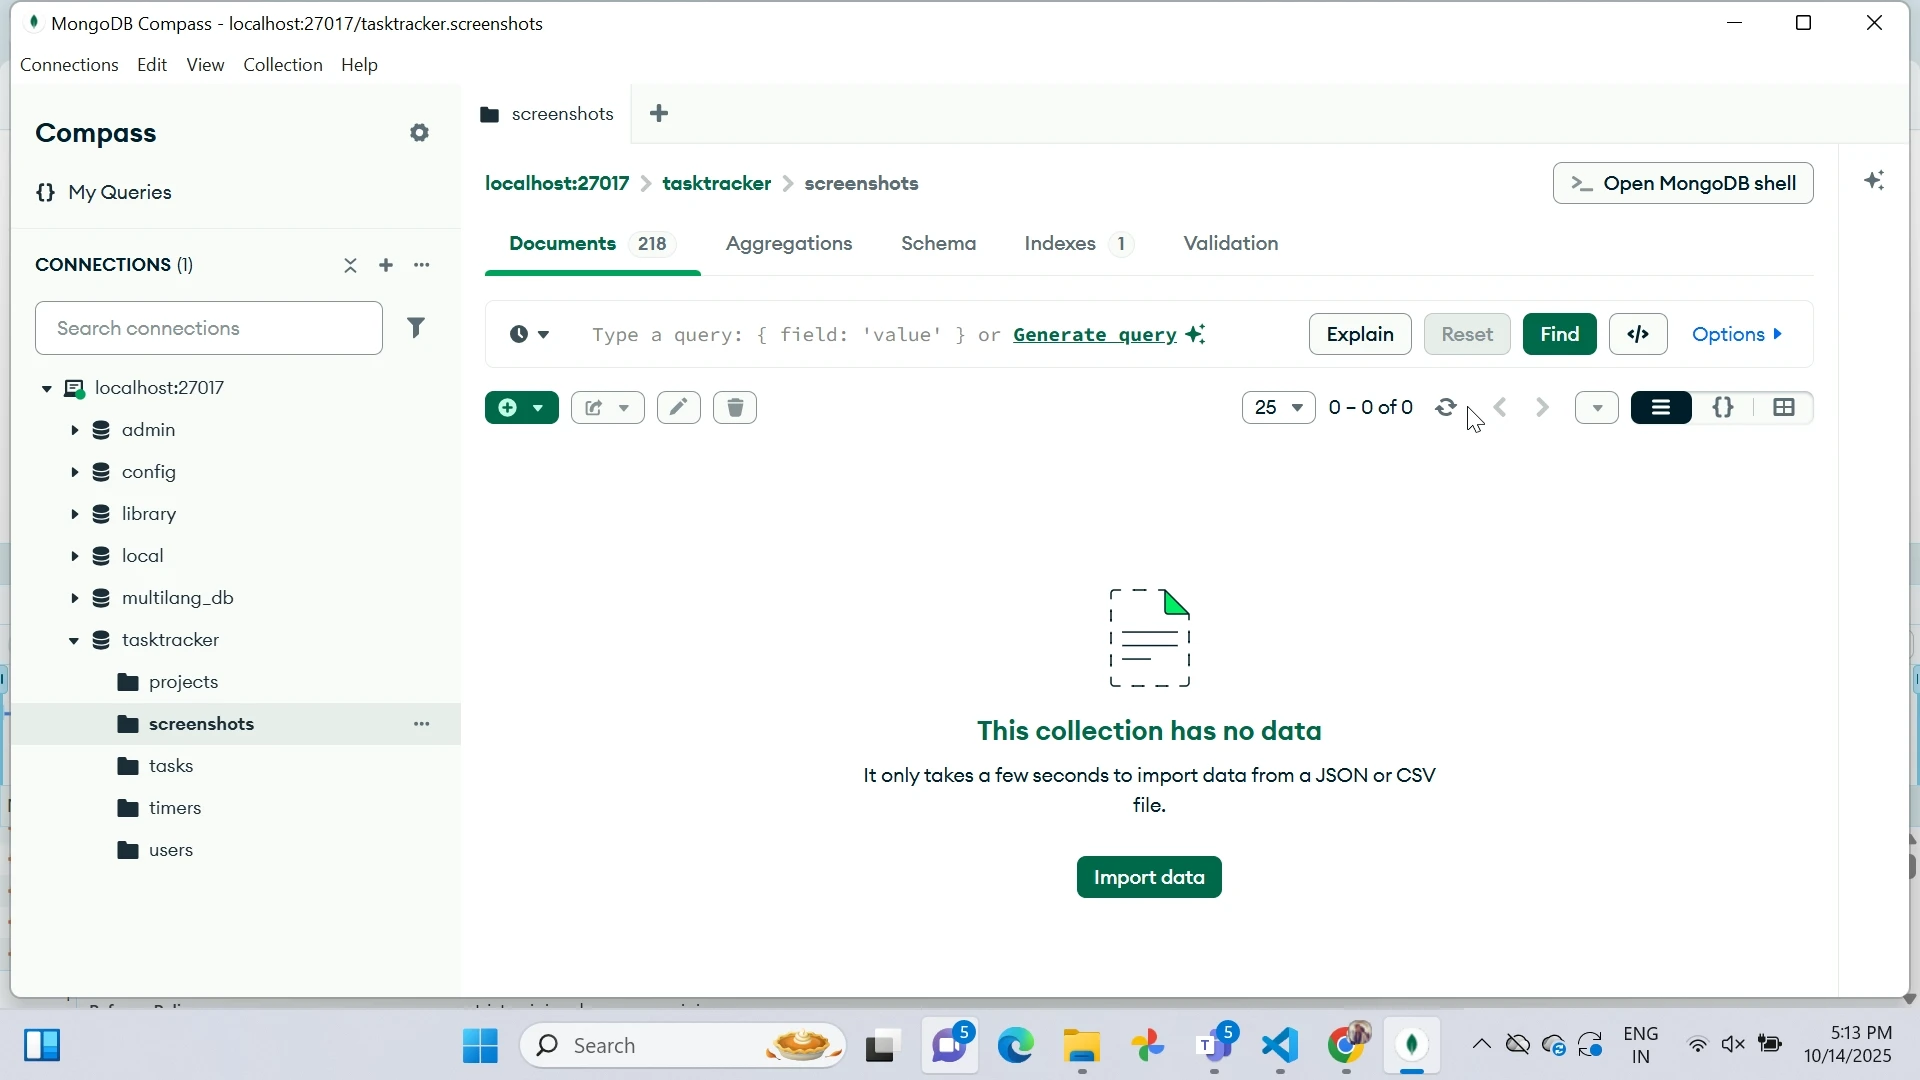 MongoDB Compass - localhost:27017/tasktracker.screenshots
Connections Edit View Collection Help
Compass
{} My Queries
CONNECTIONS (1)
Search connections
localhost:27017
admin
config
library
local
multilang_db
tasktracker
projects
screenshots
tasks
timers
users
screenshots
localhost:27017 > tasktracker > screenshots
>_ Open MongoDB shell
Documents 218 Aggregations Schema Indexes 1 Validation
Type a query: { field: 'value' } or Generate query
Explain Reset Find </> Options
25 0 – 0 of 0 {}
This collection has no data
It only takes a few seconds to import data from a JSON or CSV
file.
Import data
Search
5
T 5
ENG
IN
5:13 PM
10/14/2025